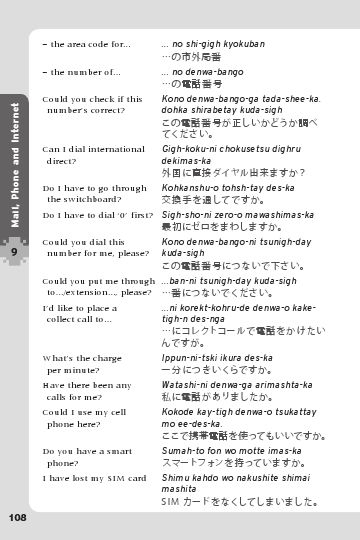 – the area code for...
... no shi-gigh kyokuban
…の市外局番
– the number of...
... no denwa-bango
…の電話番号
Could you check if this
number's correct?
Kono denwa-bango-ga tada-shee-ka.
dohka shirabetay kuda-sigh
この電話番号が正しいかどうか調べ
てください。
Can I dial international
direct?
Gigh-koku-ni chokusetsu dighru
dekimas-ka
外国に直接ダイヤル出来ますか？
Do I have to go through
the switchboard?
Kohkanshu-o tohsh-tay des-ka
交換手を通してですか。
Do I have to dial '0' first?
Sigh-sho-ni zero-o mawashimas-ka
最初にゼロをまわしますか。
Could you dial this
number for me, please?
Kono denwa-bango-ni tsunigh-day
kuda-sigh
この電話番号につないで下さい。
Could you put me through
to.../extension..., please?
...ban-ni tsunigh-day kuda-sigh
…番につないでください。
I'd like to place a
collect call to...
...ni korekt-kohru-de denwa-o kake-
tigh-n des-nga
…にコレクトコールで電話をかけたい
んですが。
What's the charge
per minute?
Ippun-ni-tski ikura des-ka
一分につきいくらですか。
Have there been any
calls for me?
Watashi-ni denwa-ga arimashta-ka
私に電話がありましたか。
Could I use my cell
phone here?
Kokode kay-tigh denwa-o tsukattay
mo ee-des-ka.
ここで携帯電話を使ってもいいですか。
Do you have a smart
phone?
Sumah-to fon wo motte imas-ka
スマートフォンを持っていますか。
I have lost my SIM card
Shimu kahdo wo nakushite shimai
mashita
SIM カードをなくしてしまいました。
Mail, Phone and Internet
9
108